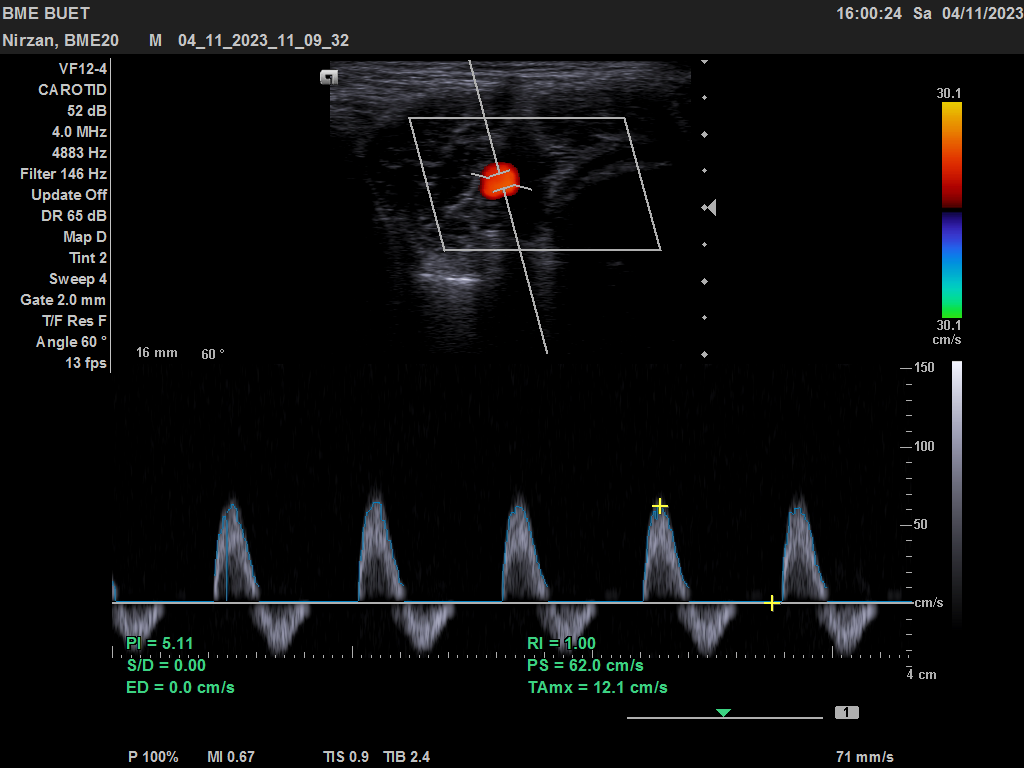 BME BUET
16:00:24 Sa 04/11/2023
Nirzan, BME20 M 04_11_2023_11_09_32
VF12-4
CAROTID
52 dB
4.0 MHz
4883 Hz
Filter 146 Hz
Update Off
DR 65 dB
Map D
Tint 2
Sweep 4
Gate 2.0 mm
T/F Res F
Angle 60 °
13 fps
16 mm 60 °
30.1
30.1
cm/s
150
100
50
cm/s
4 cm
PI = 5.11
S/D = 0.00
ED = 0.0 cm/s
RI = 1.00
PS = 62.0 cm/s
TAmx = 12.1 cm/s
1
P 100% MI 0.67 TIS 0.9 TIB 2.4 71 mm/s